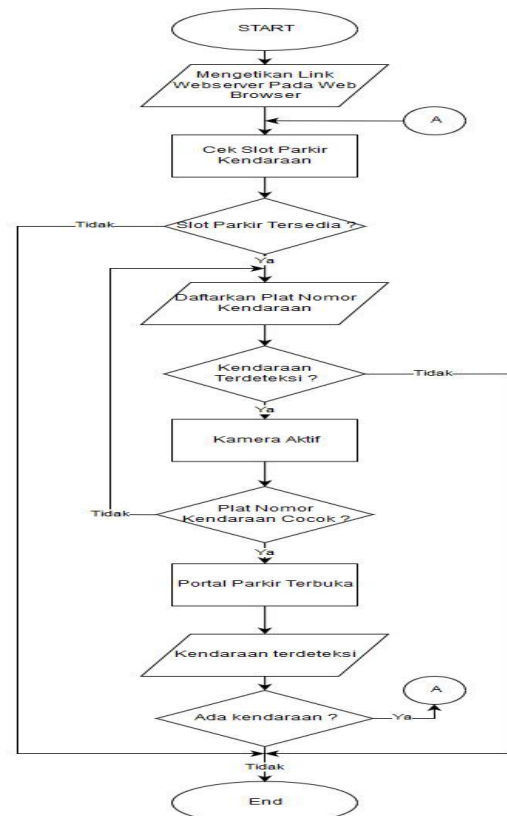 START
Mengetikan Link
Webserver Pada Web
Browser
A
Cek Slot Parkir
Kendaraan
Tidak
Slot Parkir Tersedia ?
Ya
Daftarkan Plat Nomor
Kendaraan
Kendaraan
Terdeteksi ?
Tidak
Ya
Kamera Aktif
Plat Nomor
Kendaraan Cocok ?
Tidak
Ya
Portal Parkir Terbuka
Kendaraan terdeteksi
A
Ada kendaraan ?
Ya
Tidak
End